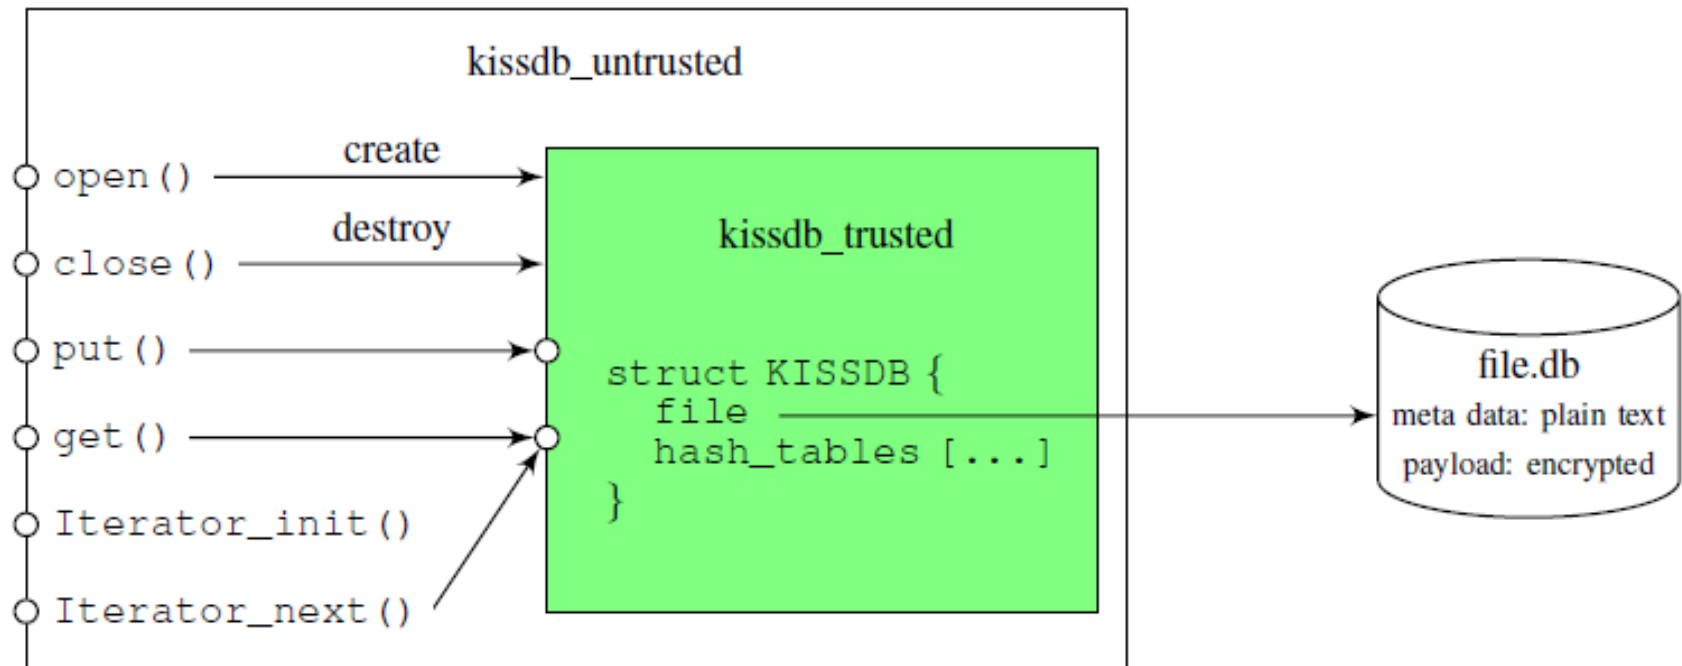 kissdb_untrusted
open()
create
close()
destroy
put()
get()
Iterator_init()
Iterator_next()
kissdb_trusted
struct KISSDB {
file
hash_tables [...]
}
file.db
meta data: plain text
payload: encrypted